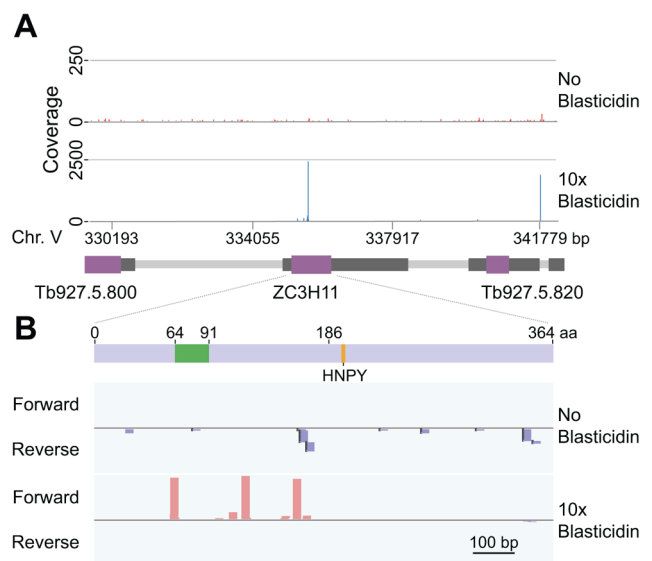 A
250
0
No
Blasticidin
Coverage
2500
0
10x
Blasticidin
Chr. V
330193 334055 337917 341779 bp
Tb927.5.800 ZC3H11 Tb927.5.820
B
0 64 91 186 364 aa
HNPY
Forward
Reverse
No
Blasticidin
Forward
Reverse
10x
Blasticidin
100 bp